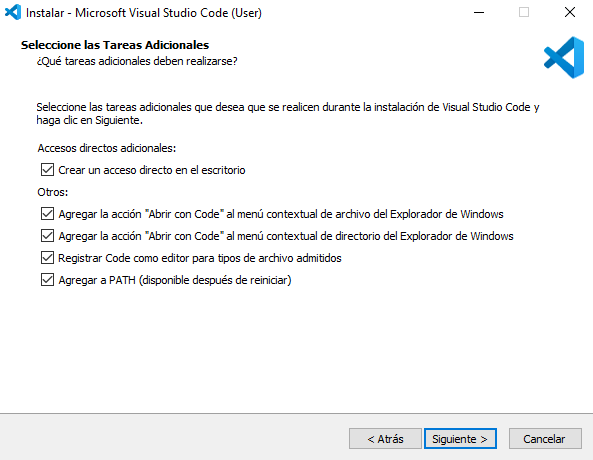 Instalar - Microsoft Visual Studio Code (User)
Seleccione las Tareas Adicionales
¿Qué tareas adicionales deben realizarse?
Seleccione las tareas adicionales que desea que se realicen durante la instalación de Visual Studio Code y
haga clic en Siguiente.
Accesos directos adicionales:
Crear un acceso directo en el escritorio
Otros:
Agregar la acción "Abrir con Code" al menú contextual de archivo del Explorador de Windows
Agregar la acción "Abrir con Code" al menú contextual de directorio del Explorador de Windows
Registrar Code como editor para tipos de archivo admitidos
Agregar a PATH (disponible después de reiniciar)
< Atrás
Siguiente >
Cancelar